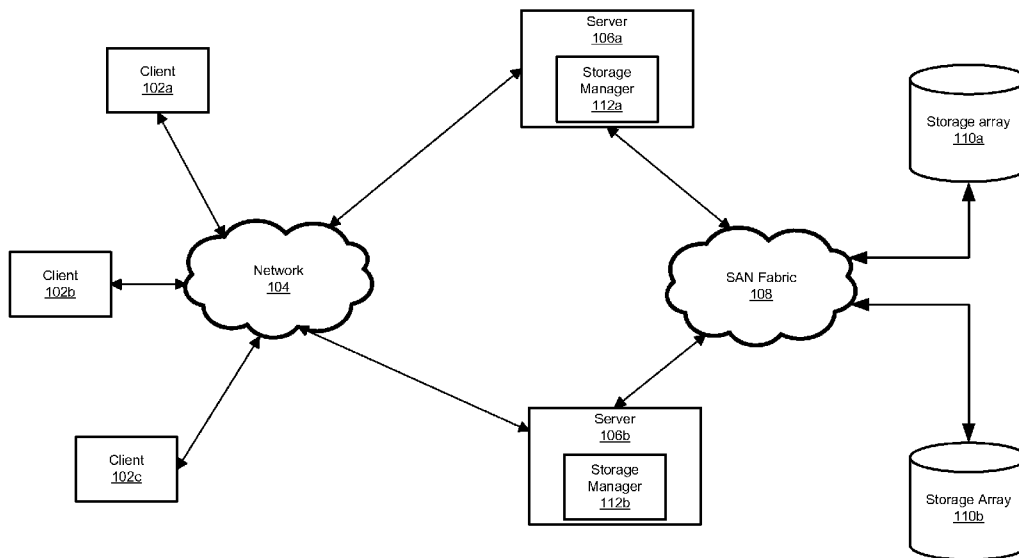 Server
106a
Storage
Manager
112a
Client
102a
Storage array
110a
Client
102b
Network
104
SAN Fabric
108
Server
106b
Storage
Manager
112b
Client
102c
Storage Array
110b